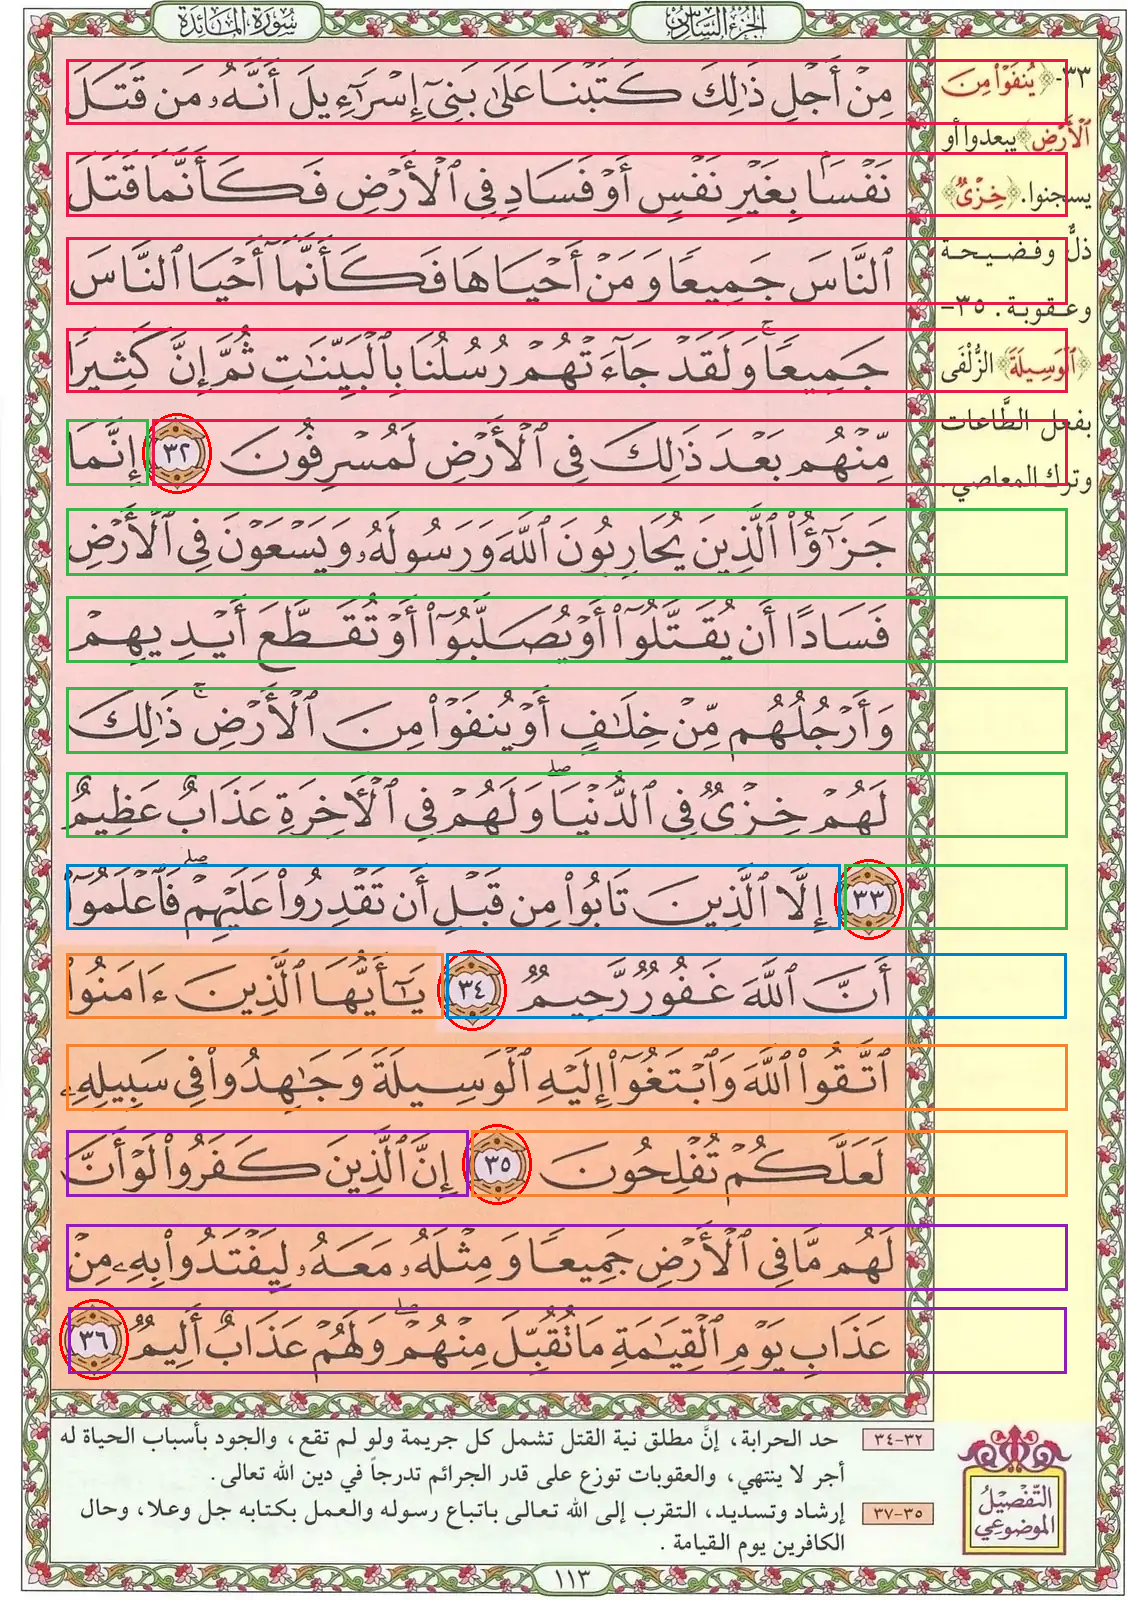 الجزء السادس
سورة المائدة
مِنْ أَجْلِ ذَٰلِكَ كَتَبْنَا عَلَىٰ بَنِىٓ إِسْرَٰٓءِيلَ أَنَّهُۥ مَن قَتَلَ
نَفْسًۢا بِغَيْرِ نَفْسٍ أَوْ فَسَادٍ فِى ٱلْأَرْضِ فَكَأَنَّمَا قَتَلَ
ٱلنَّاسَ جَمِيعًا وَمَنْ أَحْيَاهَا فَكَأَنَّمَآ أَحْيَا ٱلنَّاسَ
جَمِيعًا ۚ وَلَقَدْ جَآءَتْهُمْ رُسُلُنَا بِٱلْبَيِّنَٰتِ ثُمَّ إِنَّ كَثِيرًا
مِّنْهُم بَعْدَ ذَٰلِكَ فِى ٱلْأَرْضِ لَمُسْرِفُونَ ٣٢ إِنَّمَا
جَزَٰٓؤُا۟ ٱلَّذِينَ يُحَارِبُونَ ٱللَّهَ وَرَسُولَهُۥ وَيَسْعَوْنَ فِى ٱلْأَرْضِ
فَسَادًا أَن يُقَتَّلُوٓا۟ أَوْ يُصَلَّبُوٓا۟ أَوْ تُقَطَّعَ أَيْدِيهِمْ
وَأَرْجُلُهُم مِّنْ خِلَٰفٍ أَوْ يُنفَوْا۟ مِنَ ٱلْأَرْضِ ۚ ذَٰلِكَ
لَهُمْ خِزْىٌ فِى ٱلدُّنْيَا ۖ وَلَهُمْ فِى ٱلْـَٔاخِرَةِ عَذَابٌ عَظِيمٌ
٣٣ إِلَّا ٱلَّذِينَ تَابُوا۟ مِن قَبْلِ أَن تَقْدِرُوا۟ عَلَيْهِمْ ۖ فَٱعْلَمُوٓا۟
أَنَّ ٱللَّهَ غَفُورٌ رَّحِيمٌ ٣٤ يَٰٓأَيُّهَا ٱلَّذِينَ ءَامَنُوا۟
ٱتَّقُوا۟ ٱللَّهَ وَٱبْتَغُوٓا۟ إِلَيْهِ ٱلْوَسِيلَةَ وَجَٰهِدُوا۟ فِى سَبِيلِهِۦ
لَعَلَّكُمْ تُفْلِحُونَ ٣٥ إِنَّ ٱلَّذِينَ كَفَرُوا۟ لَوْ أَنَّ
لَهُم مَّا فِى ٱلْأَرْضِ جَمِيعًا وَمِثْلَهُۥ مَعَهُۥ لِيَفْتَدُوا۟ بِهِۦ مِنْ
عَذَابِ يَوْمِ ٱلْقِيَٰمَةِ مَا تُقُبِّلَ مِنْهُمْ ۖ وَلَهُمْ عَذَابٌ أَلِيمٌ ٣٦
٣٣- ﴿يُنفَوْا۟ مِنَ
ٱلْأَرْضِ﴾ يبعدوا أو
يسجنوا. ﴿خِزْىٌ﴾
ذلٌّ وفضيحة
وعقوبة. ٣٥-
﴿ٱلْوَسِيلَةَ﴾ الزُّلْفَى
بفعل الطَّاعات
وترك المعاصي.
٣٢-٣٤ حد الحرابة، إنَّ مطلق نية القتل تشمل كل جريمة ولو لم تقع، والجود بأسباب الحياة له
أجر لا ينتهي، والعقوبات توزع على قدر الجرائم تدرجاً في دين الله تعالى.
٣٥-٣٧ إرشاد وتسديد، التقرب إلى الله تعالى باتباع رسوله والعمل بكتابه جل وعلا، وحال
الكافرين يوم القيامة.
التَّفصيلُ
الموضوعي
١١٣